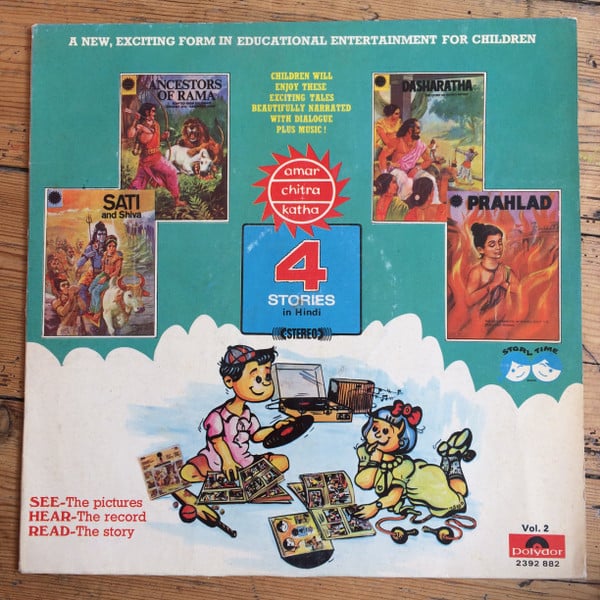 A NEW, EXCITING FORM IN EDUCATIONAL ENTERTAINMENT FOR CHILDREN
ANCESTORS
OF RAMA
CHILDREN WILL
ENJOY THESE
EXCITING TALES
BEAUTIFULLY NARRATED
WITH DIALOGUE
PLUS MUSIC !
DASHARATHA
SATI
and Shiva
amar
chitra
katha
PRAHLAD
4
STORIES
in Hindi
STEREO
STORY TIME
SEE-The pictures
HEAR-The record
READ-The story
Vol. 2
polydor
2392 882